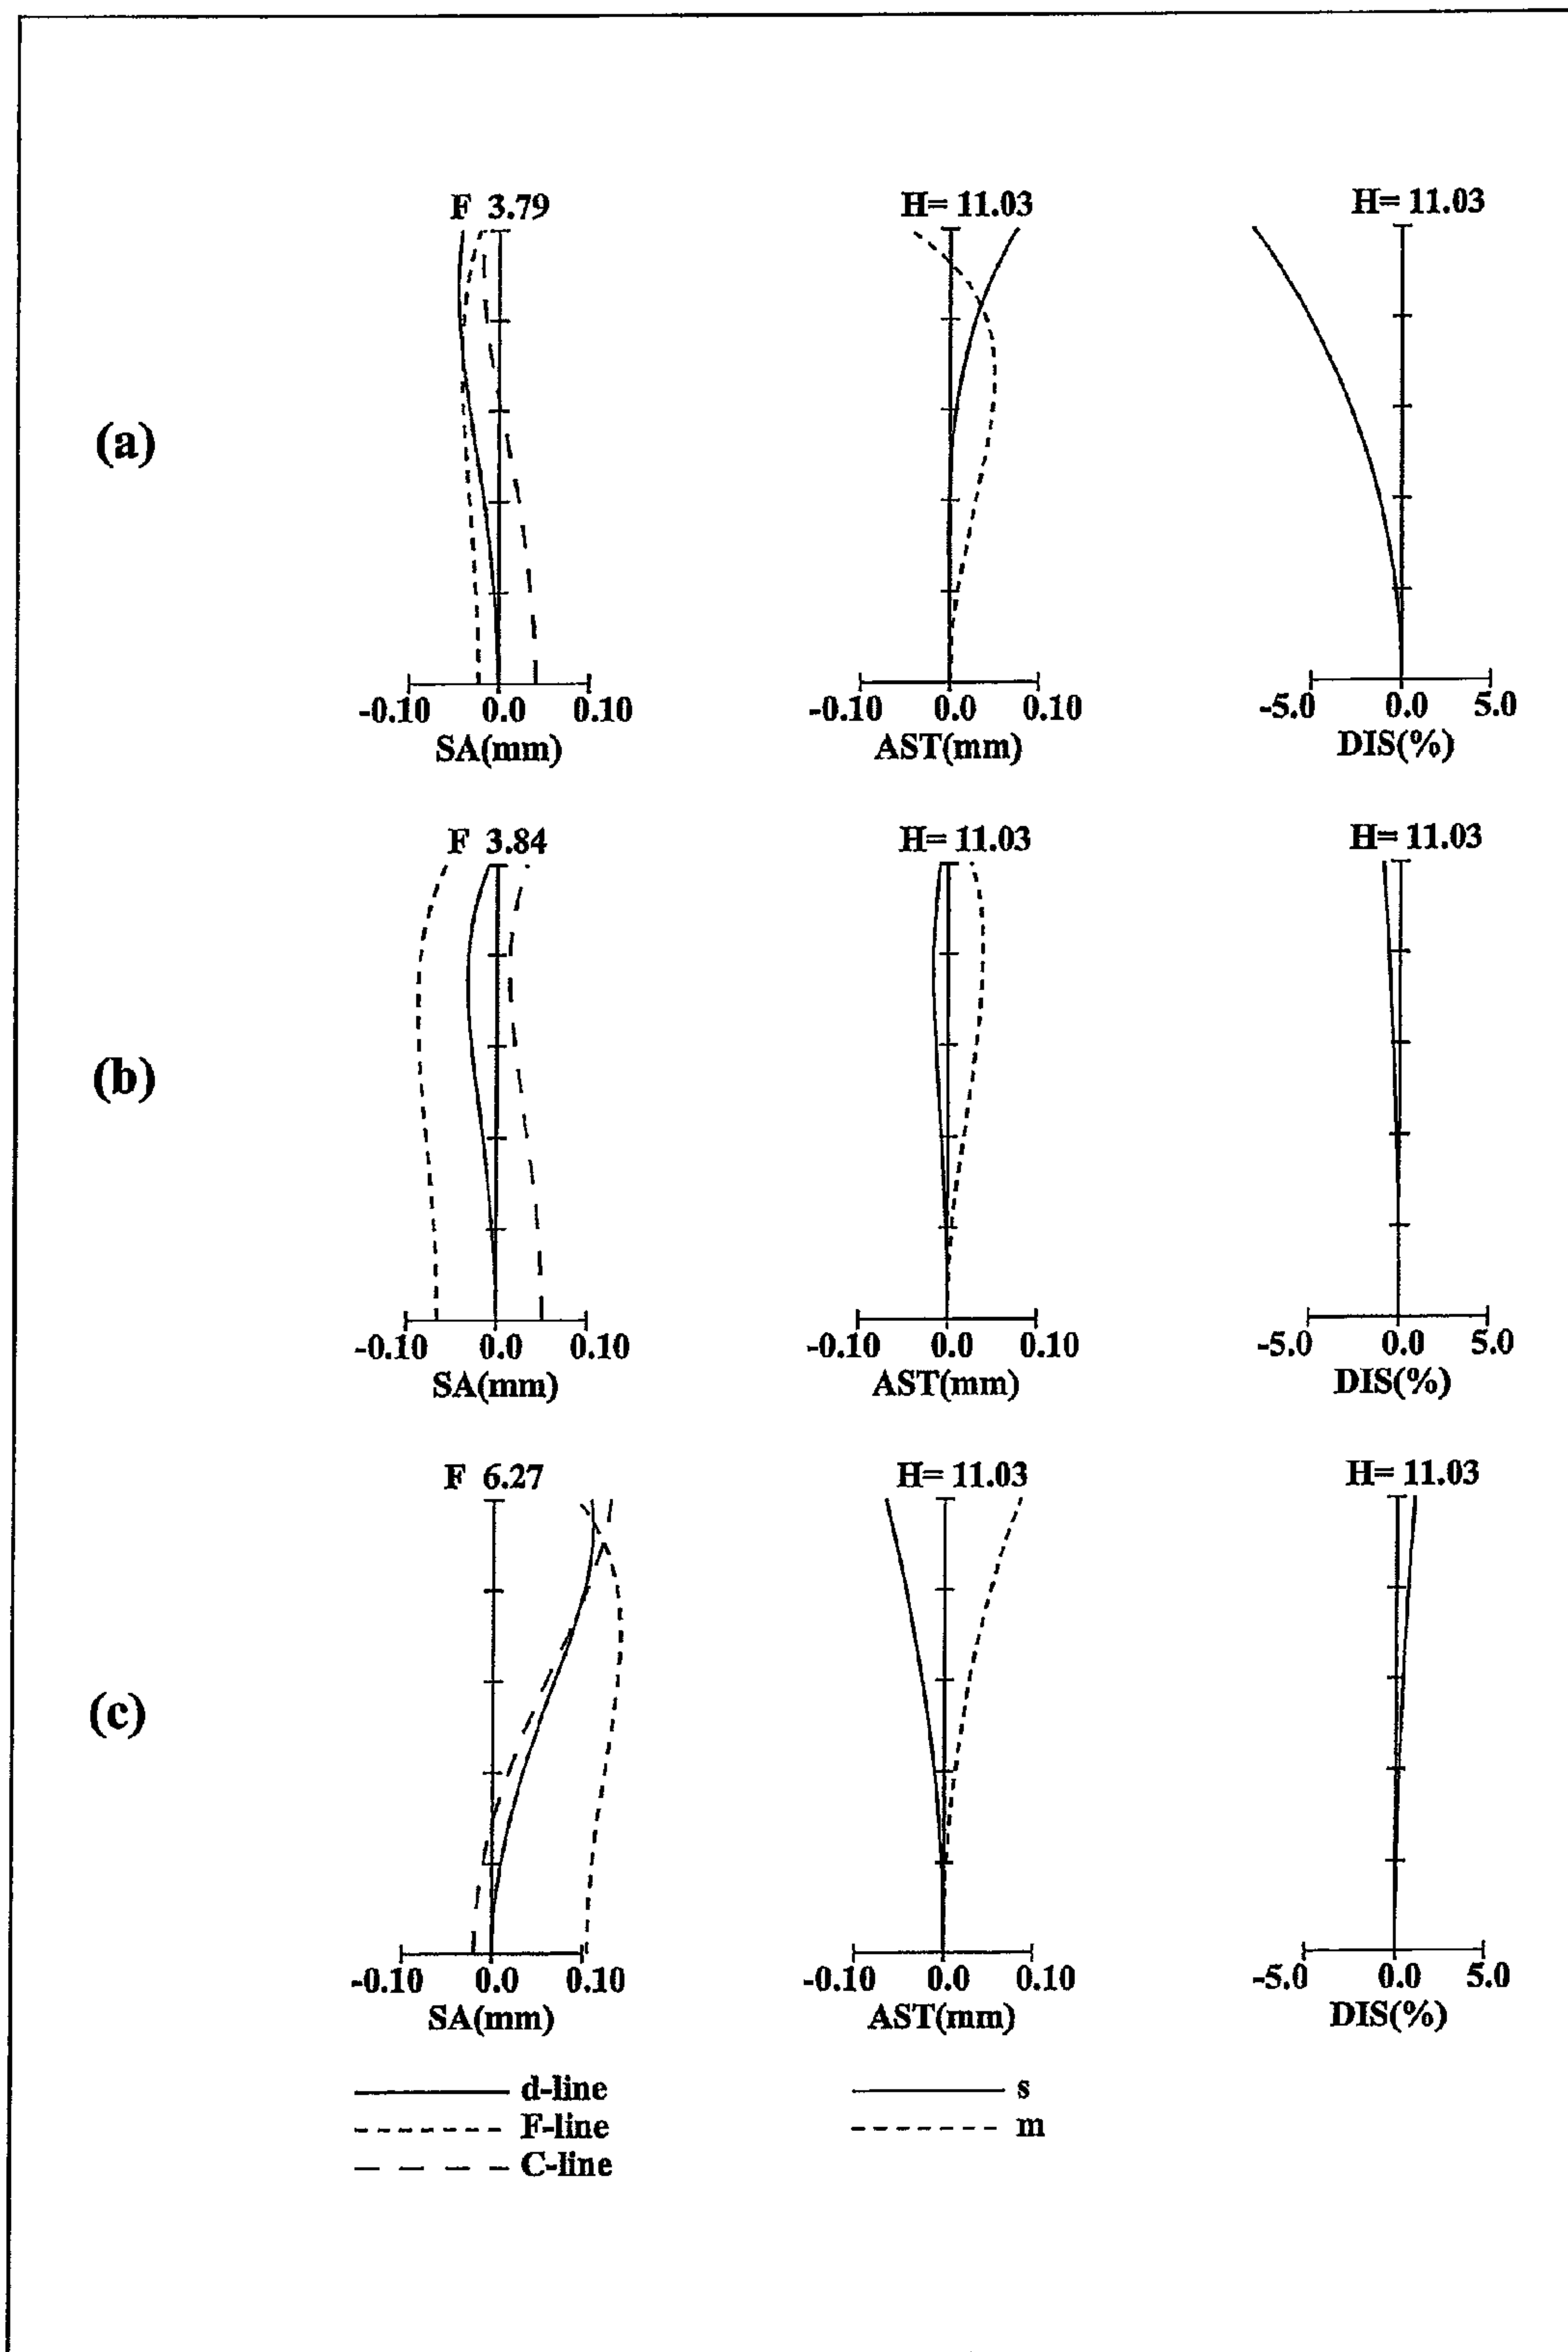 F 3.79 H= 11.03 H= 11.03
(a)
-0.10 0.0 0.10 -0.10 0.0 0.10 -5.0 0.0 5.0
SA(mm) AST(mm) DIS(%)
F 3.84 H= 11.03 H= 11.03
(b)
-0.10 0.0 0.10 -0.10 0.0 0.10 -5.0 0.0 5.0
SA(mm) AST(mm) DIS(%)
F 6.27 H= 11.03 H= 11.03
(c)
-0.10 0.0 0.10 -0.10 0.0 0.10 -5.0 0.0 5.0
SA(mm) AST(mm) DIS(%)
d-line s
F-line m
C-line